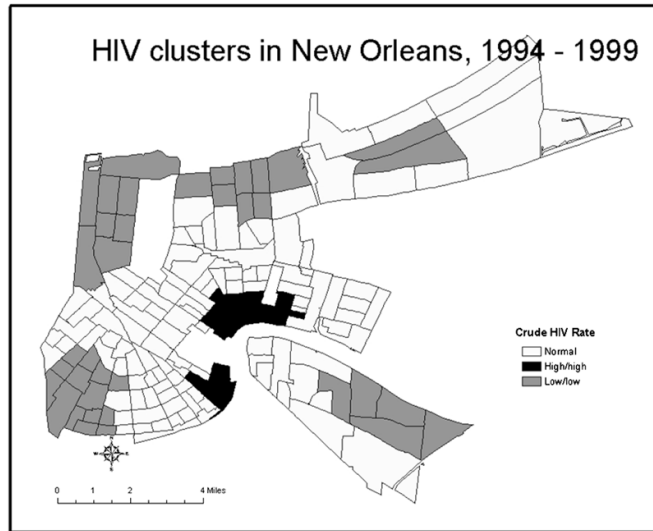 HIV clusters in New Orleans, 1994 - 1999
Crude HIV Rate
Normal
High/high
Low/low
N
W E
S
0 1 2 4 Miles